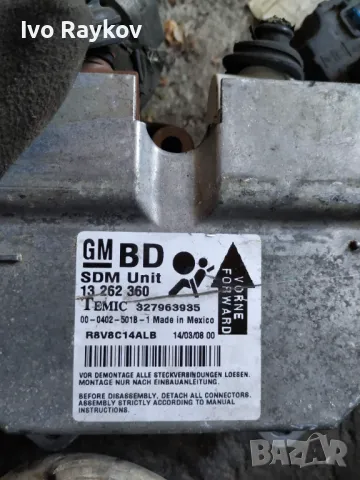 Ivo Raykov
GM BD
SDM Unit
13 262 360
TEMIC 327963935
00-0402-501B-1 Made in Mexico
R8V8C14ALB 14/03/08 00
VORNE
FORWARD
VOR DEMONTAGE ALLE STECKVERBINDUNGEN LOESEN.
MONTAGE NUR NACH EINBAUANLEITUNG.
BEFORE DISASSEMBLY, DETACH ALL CONNECTORS.
ASSEMBLY STRICTLY ACCORDING TO MANUAL
INSTRUCTIONS.
BAZAR